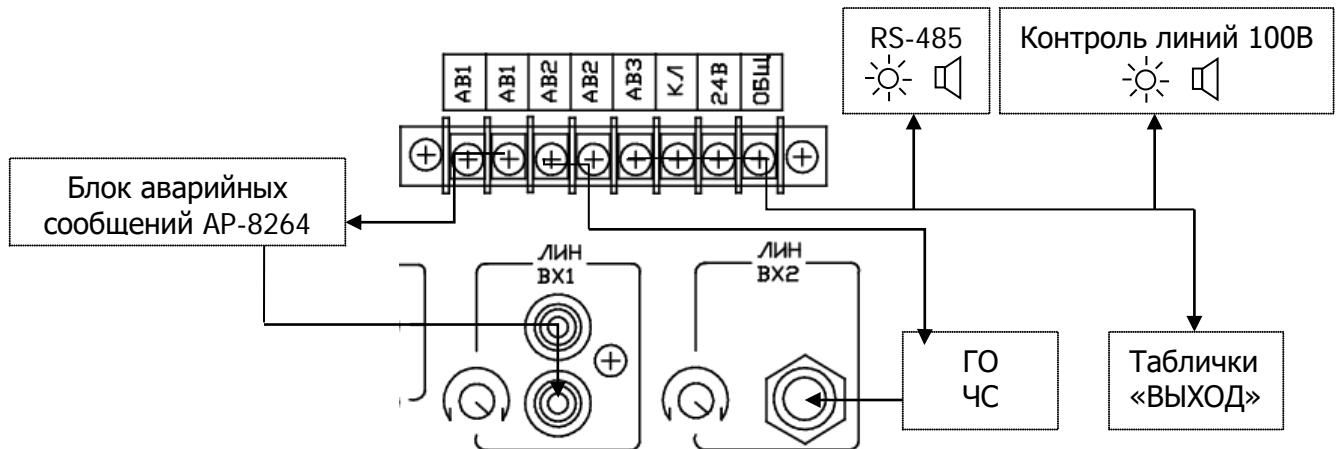 RS-485
Контроль линий 100В
АВ1
АВ1
АВ2
АВ2
АВ3
К/Л
24В
ОБЩ
Блок аварийных
сообщений АР-8264
ЛИН
ВХ1
ЛИН
ВХ2
ГО
ЧС
Таблички
«ВЫХОД»